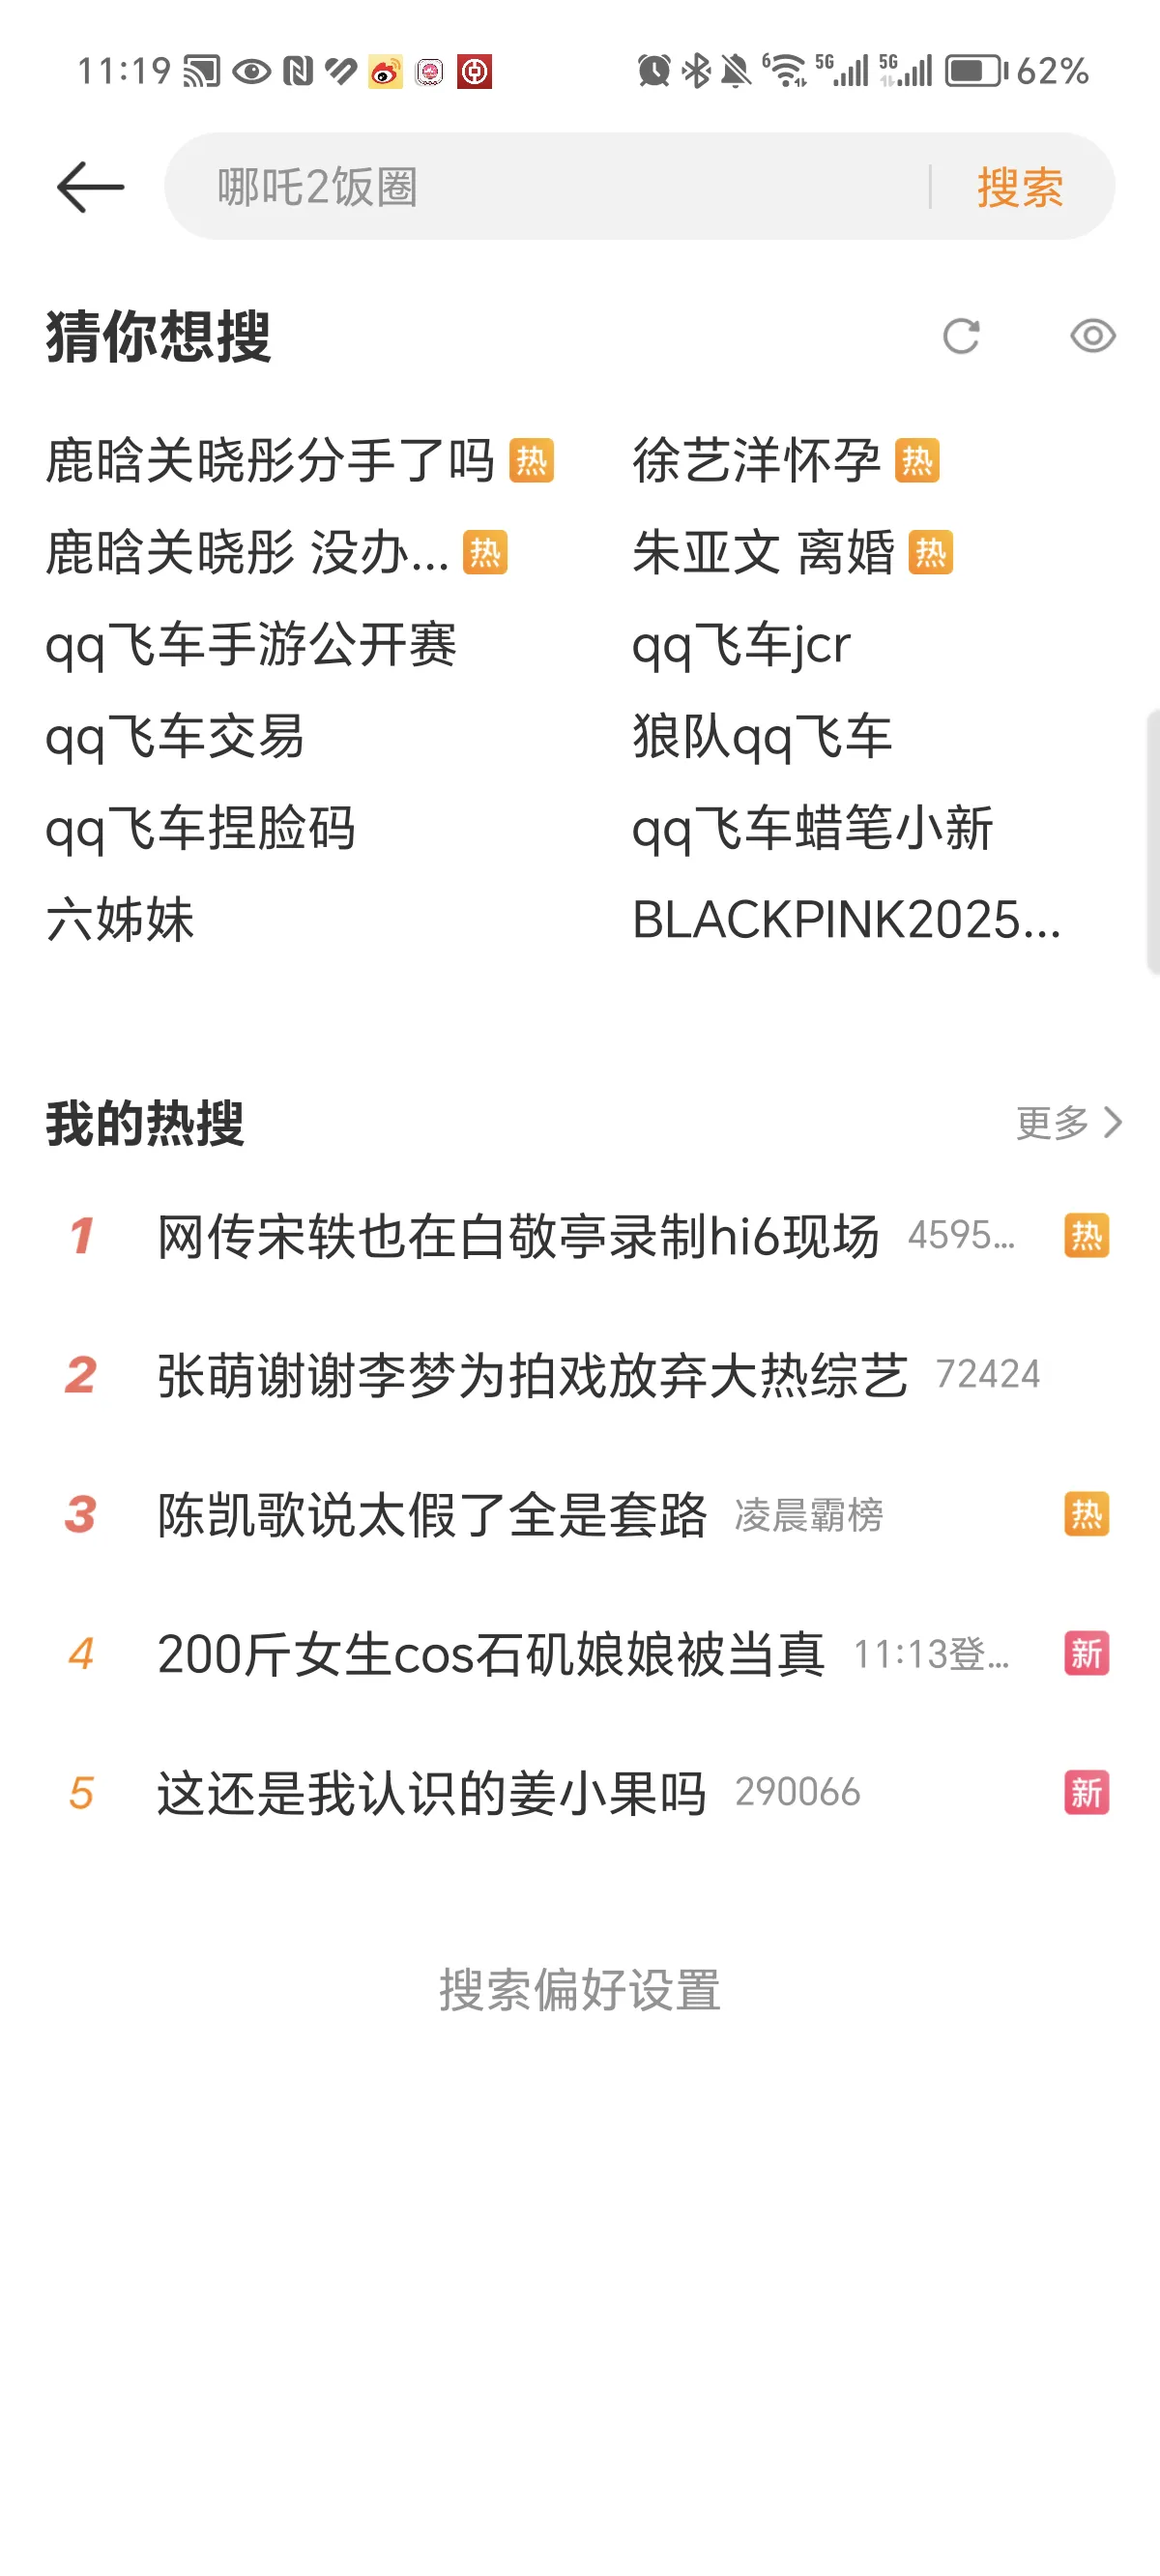 11:19 6 5G 5G 62%
哪吒2饭圈 搜索
猜你想搜
鹿晗关晓彤分手了吗 热 徐艺洋怀孕 热
鹿晗关晓彤 没办... 热 朱亚文 离婚 热
qq飞车手游公开赛 qq飞车jcr
qq飞车交易 狼队qq飞车
qq飞车捏脸码 qq飞车蜡笔小新
六姊妹 BLACKPINK2025...
我的热搜 更多
1 网传宋轶也在白敬亭录制hi6现场 4595... 热
2 张萌谢谢李梦为拍戏放弃大热综艺 72424
3 陈凯歌说太假了全是套路 凌晨霸榜 热
4 200斤女生cos石矶娘娘被当真 11:13登... 新
5 这还是我认识的姜小果吗 290066 新
搜索偏好设置